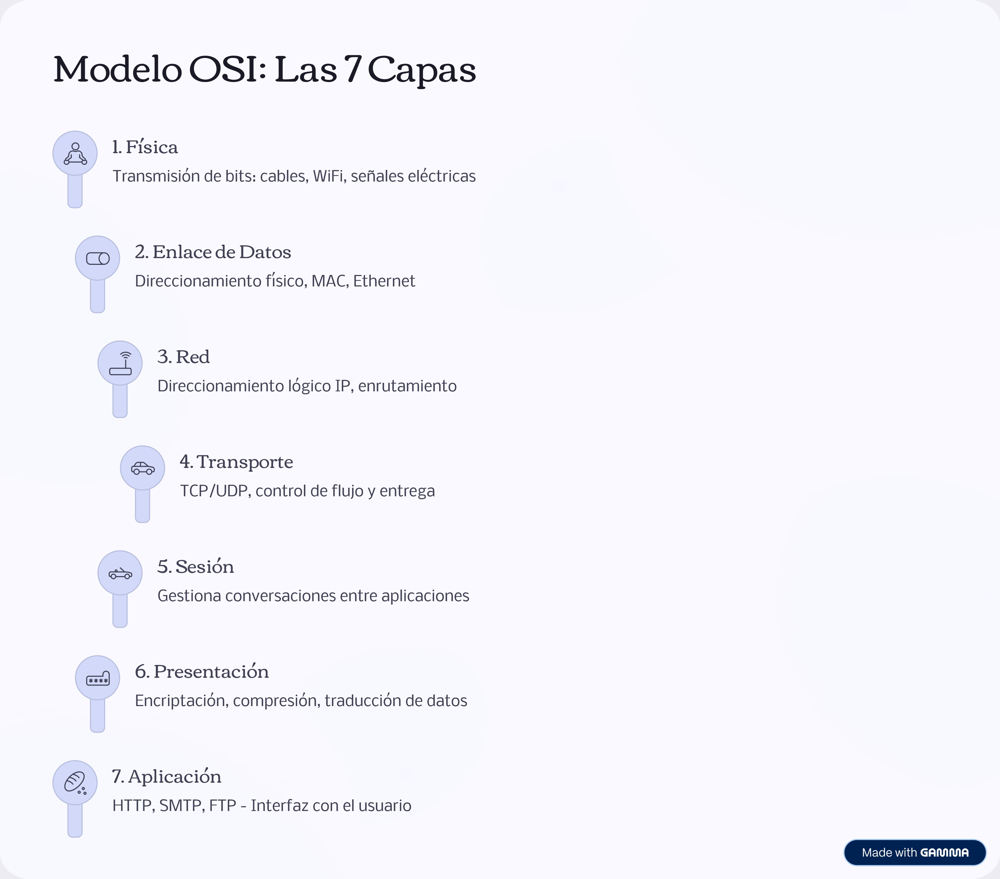 Modelo OSI: Las 7 Capas
1. Física
Transmisión de bits: cables, WiFi, señales eléctricas
2. Enlace de Datos
Direccionamiento físico, MAC, Ethernet
3. Red
Direccionamiento lógico IP, enrutamiento
4. Transporte
TCP/UDP, control de flujo y entrega
5. Sesión
Gestiona conversaciones entre aplicaciones
6. Presentación
****
Encriptación, compresión, traducción de datos
7. Aplicación
HTTP, SMTP, FTP - Interfaz con el usuario
Made with GAMMA